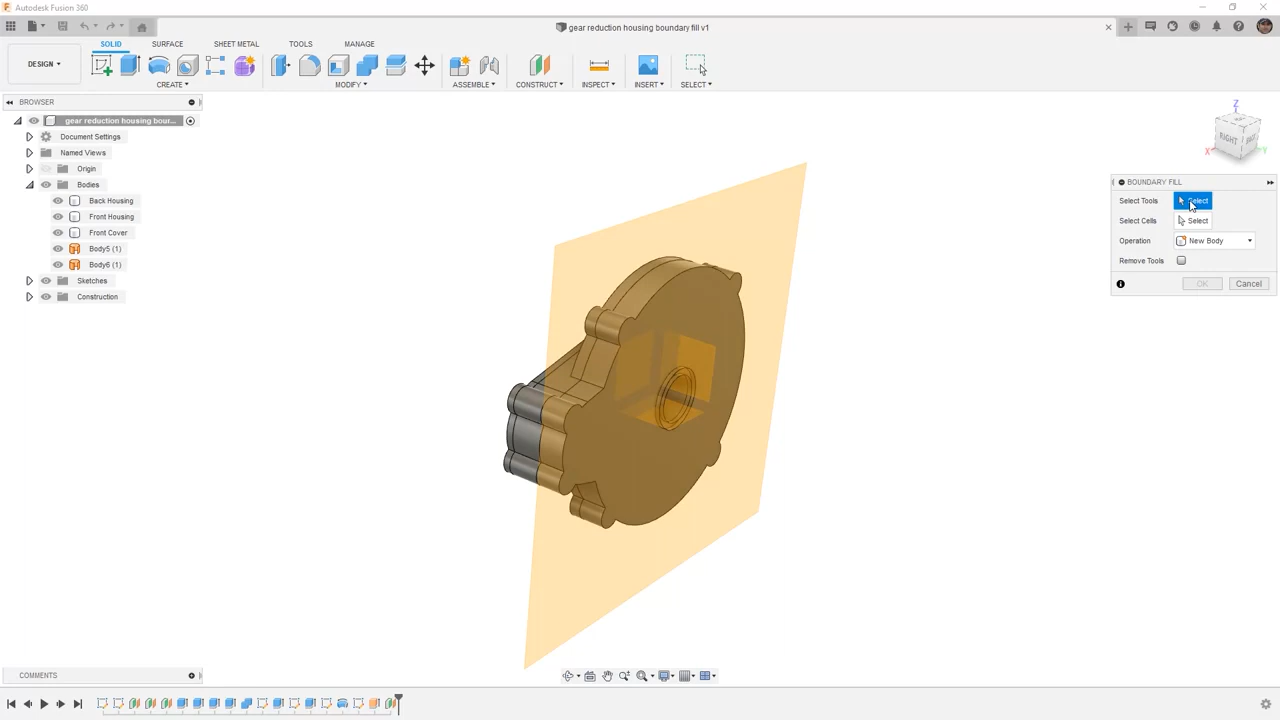 Autodesk Fusion 360
gear reduction housing boundary fill v1
SOLID SURFACE SHEET METAL TOOLS MANAGE
DESIGN
CREATE MODIFY ASSEMBLE CONSTRUCT INSPECT INSERT SELECT
BROWSER
gear reduction housing bour...
Document Settings
Named Views
Origin
Bodies
Back Housing
Front Housing
Front Cover
Body5 (1)
Body6 (1)
Sketches
Construction
Z
RIGHT
X
Y
BOUNDARY FILL
Select Tools Select
Select Cells Select
Operation New Body
Remove Tools
OK Cancel
COMMENTS